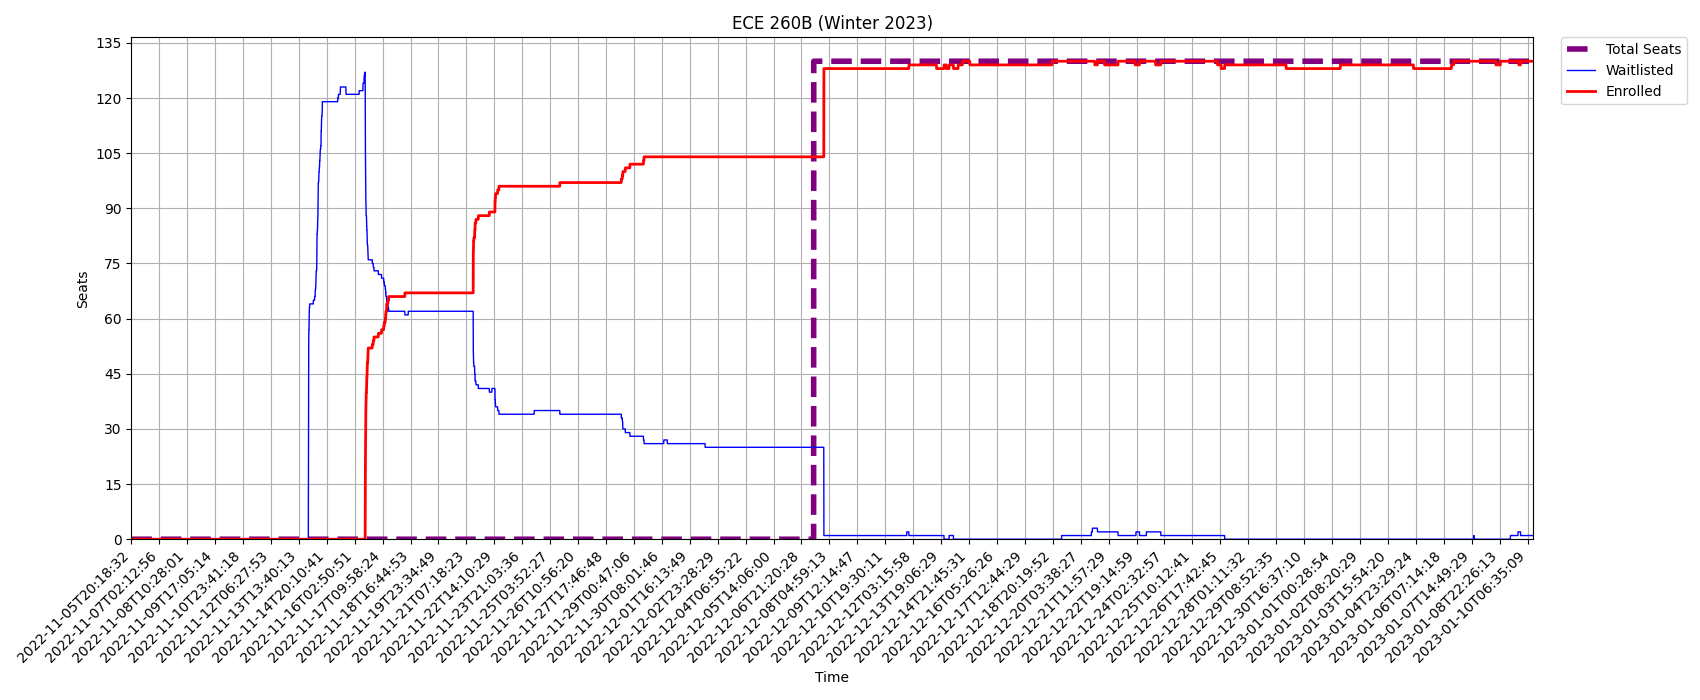 ECE 260B (Winter 2023)
Total Seats
Waitlisted
Enrolled
Seats
135
120
105
90
75
60
45
30
15
0
2022-11-05T20:18:32
2022-11-07T02:12:56
2022-11-08T10:28:01
2022-11-09T17:05:14
2022-11-10T23:41:18
2022-11-12T06:27:53
2022-11-13T13:40:13
2022-11-14T20:10:41
2022-11-16T02:50:51
2022-11-17T09:58:24
2022-11-18T16:44:53
2022-11-19T23:34:49
2022-11-21T07:18:23
2022-11-22T14:10:29
2022-11-23T21:03:36
2022-11-25T03:52:27
2022-11-26T10:56:20
2022-11-27T17:46:48
2022-11-29T00:47:06
2022-11-30T08:01:46
2022-12-01T16:13:49
2022-12-02T23:28:29
2022-12-04T06:55:22
2022-12-05T14:06:00
2022-12-06T21:20:28
2022-12-08T04:59:13
2022-12-09T12:14:47
2022-12-10T19:30:11
2022-12-12T03:15:58
2022-12-13T19:06:29
2022-12-14T21:45:31
2022-12-16T05:26:26
2022-12-17T12:44:29
2022-12-18T20:19:52
2022-12-20T03:38:27
2022-12-21T11:57:29
2022-12-22T19:14:59
2022-12-24T02:32:57
2022-12-25T10:12:41
2022-12-26T17:42:45
2022-12-28T01:11:32
2022-12-29T08:52:35
2022-12-30T16:37:10
2023-01-01T00:28:54
2023-01-02T08:20:29
2023-01-03T15:54:20
2023-01-04T23:29:24
2023-01-06T07:14:18
2023-01-07T14:49:29
2023-01-08T22:26:13
2023-01-10T06:35:09
Time